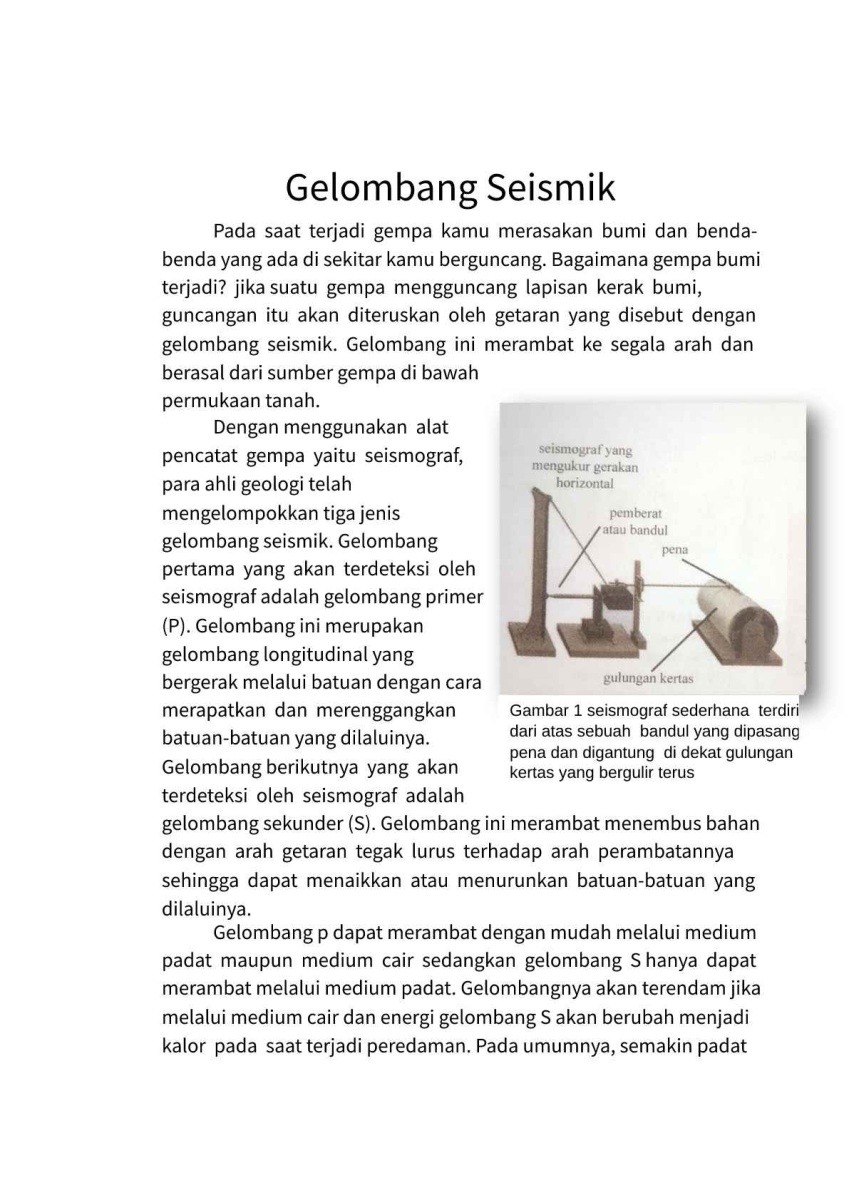 Gelombang Seismik
Pada saat terjadi gempa kamu merasakan bumi dan benda-
benda yang ada di sekitar kamu berguncang. Bagaimana gempa bumi
terjadi? jika suatu gempa mengguncang lapisan kerak bumi,
guncangan itu akan diteruskan oleh getaran yang disebut dengan
gelombang seismik. Gelombang ini merambat ke segala arah dan
berasal dari sumber gempa di bawah
permukaan tanah.
Dengan menggunakan alat
pencatat gempa yaitu seismograf,
para ahli geologi telah
mengelompokkan tiga jenis
gelombang seismik. Gelombang
pertama yang akan terdeteksi oleh
seismograf adalah gelombang primer
(P). Gelombang ini merupakan
gelombang longitudinal yang
bergerak melalui batuan dengan cara
merapatkan dan merenggangkan
batuan-batuan yang dilaluinya.
Gelombang berikutnya yang akan
terdeteksi oleh seismograf adalah
gelombang sekunder (S). Gelombang ini merambat menembus bahan
dengan arah getaran tegak lurus terhadap arah perambatannya
sehingga dapat menaikkan atau menurunkan batuan-batuan yang
dilaluinya.
seismograf yang
mengukur gerakan
horizontal
pemberat
atau bandul
pena
gulungan kertas
Gambar 1 seismograf sederhana terdiri
dari atas sebuah bandul yang dipasang
pena dan digantung di dekat gulungan
kertas yang bergulir terus
Gelombang p dapat merambat dengan mudah melalui medium
padat maupun medium cair sedangkan gelombang S hanya dapat
merambat melalui medium padat. Gelombangnya akan terendam jika
melalui medium cair dan energi gelombang S akan berubah menjadi
kalor pada saat terjadi peredaman. Pada umumnya, semakin padat